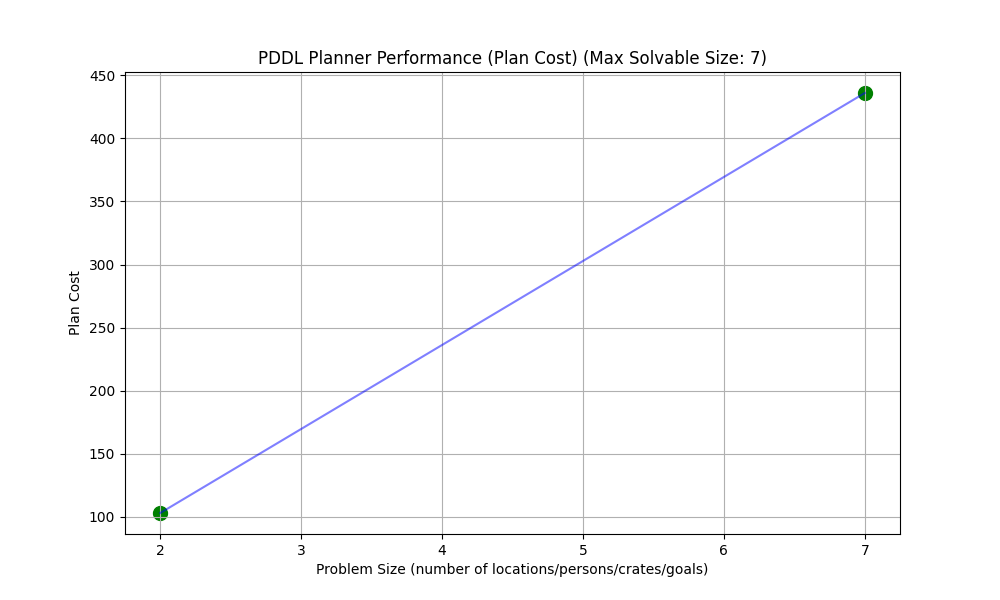 PDDL Planner Performance (Plan Cost) (Max Solvable Size: 7)
450
400
350
300
250
200
150
100
Plan Cost
2 3 4 5 6 7
Problem Size (number of locations/persons/crates/goals)